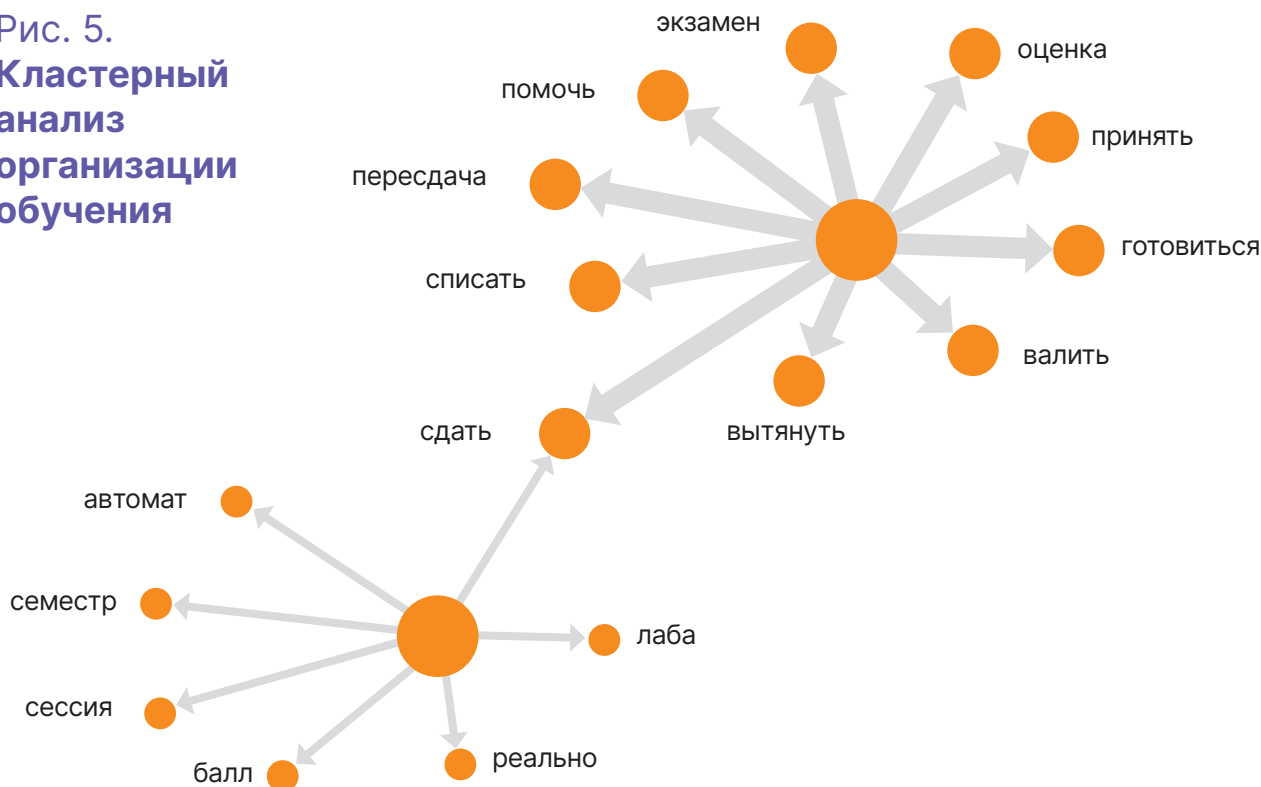 Рис. 5.
Кластерный
анализ
организации
обучения
экзамен
оценка
помочь
принять
пересдача
готовиться
списать
валить
сдать
вытянуть
автомат
семестр
лаба
сессия
реально
балл